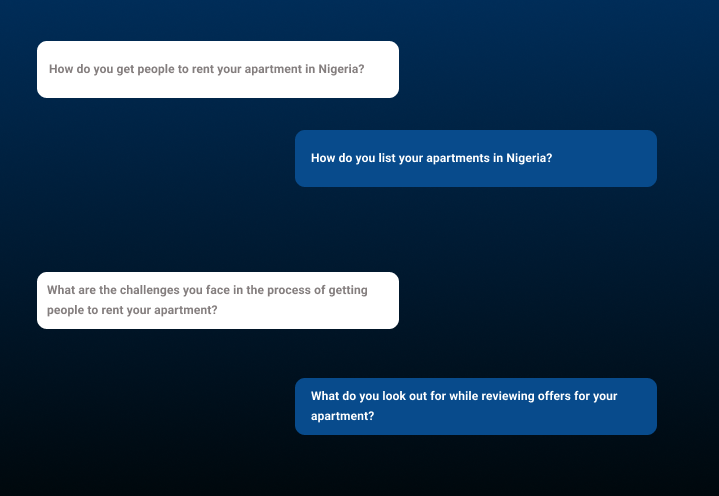 How do you get people to rent your apartment in Nigeria?
How do you list your apartments in Nigeria?
What are the challenges you face in the process of getting
people to rent your apartment?
What do you look out for while reviewing offers for your
apartment?